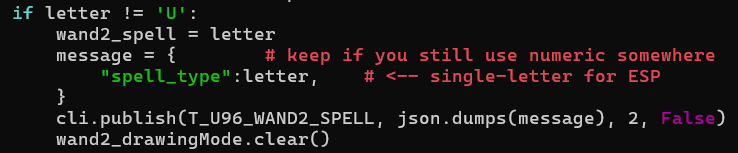 if letter != 'U':
    wand2_spell = letter
    message = {        # keep if you still use numeric somewhere
        "spell_type":letter,    # <-- single-letter for ESP
    }
    cli.publish(T_U96_WAND2_SPELL, json.dumps(message), 2, False)
    wand2_drawingMode.clear()